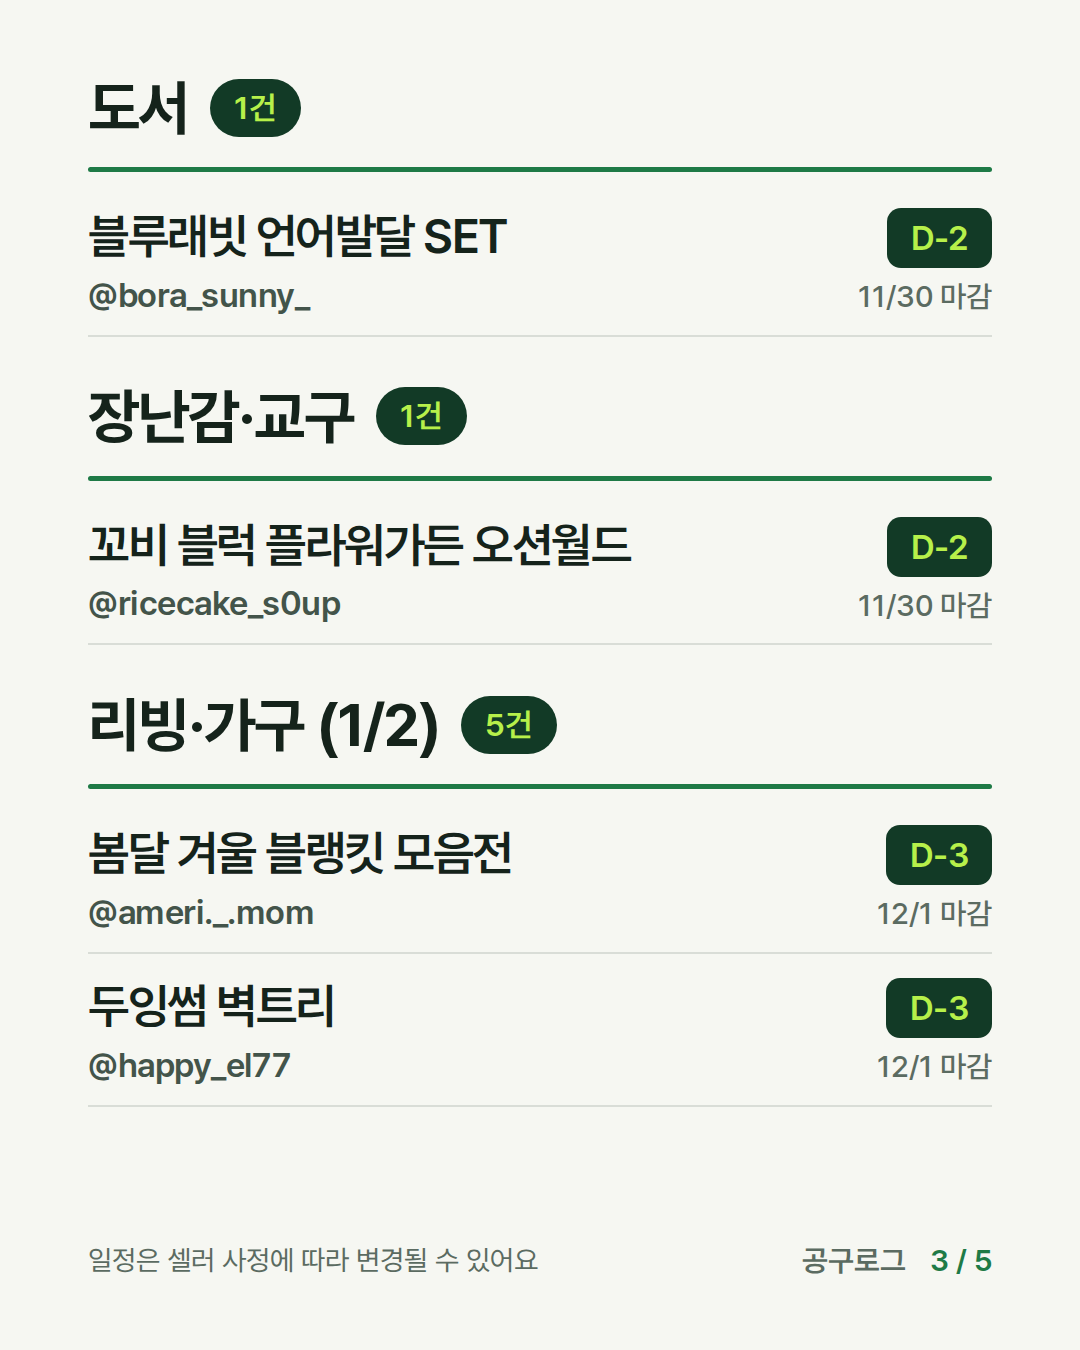 도서 1건
블루래빗 언어발달 SET D-2
@bora_sunny_ 11/30 마감
장난감·교구 1건
꼬비 블럭 플라워가든 오션월드 D-2
@ricecake_s0up 11/30 마감
리빙·가구 (1/2) 5건
봄달 겨울 블랭킷 모음전 D-3
@ameri._.mom 12/1 마감
두잉썸 벽트리 D-3
@happy_el77 12/1 마감
일정은 셀러 사정에 따라 변경될 수 있어요 공구로그 3 / 5